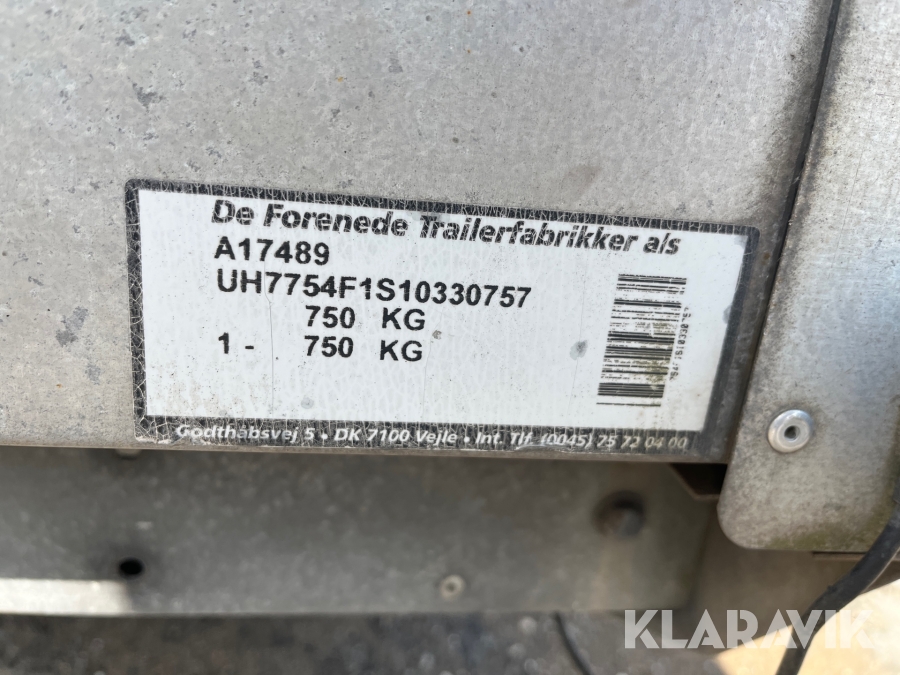 De Forenede Trailerfabrikker a/s
A17489
UH7754F1S10330757
750 KG
1 - 750 KG
Godthåbsvej 5 • DK 7100 Vejle • Int. Tlf. (0045) 75 72 04 00
KLARAVIK